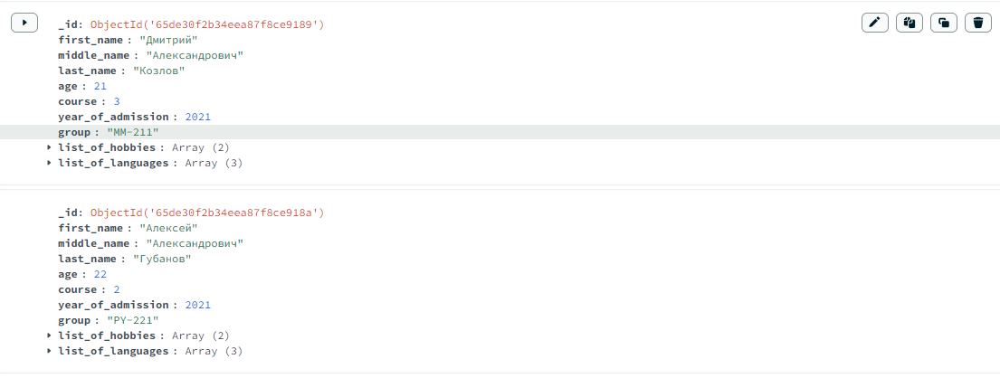 _id: ObjectId('65de30f2b34eea87f8ce9189')
first_name : "Дмитрий"
middle_name : "Александрович"
last_name : "Козлов"
age : 21
course : 3
year_of_admission : 2021
group : "ММ-211"
list_of_hobbies : Array (2)
list_of_languages : Array (3)
_id: ObjectId('65de30f2b34eea87f8ce918a')
first_name : "Алексей"
middle_name : "Александрович"
last_name : "Губанов"
age : 22
course : 2
year_of_admission : 2021
group : "PY-221"
list_of_hobbies : Array (2)
list_of_languages : Array (3)